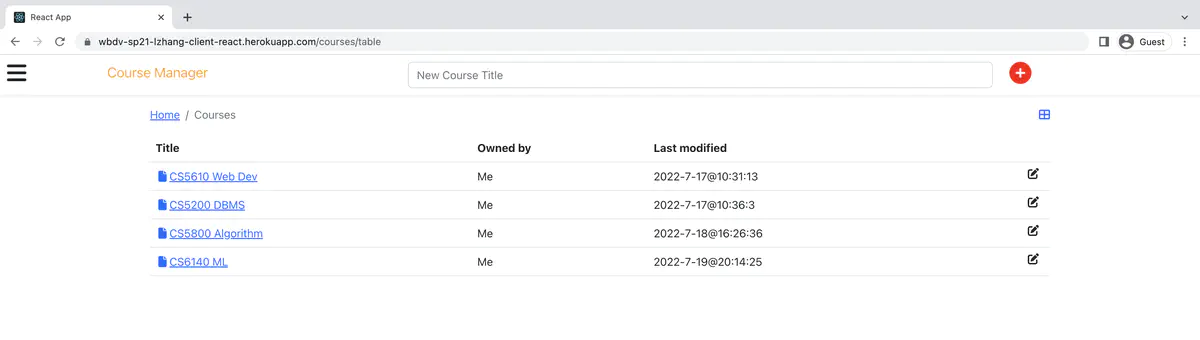 React App
wbdv-sp21-lzhang-client-react.herokuapp.com/courses/table
Guest
Course Manager
New Course Title
Home / Courses
Title Owned by Last modified
CS5610 Web Dev Me 2022-7-17@10:31:13
CS5200 DBMS Me 2022-7-17@10:36:3
CS5800 Algorithm Me 2022-7-18@16:26:36
CS6140 ML Me 2022-7-19@20:14:25